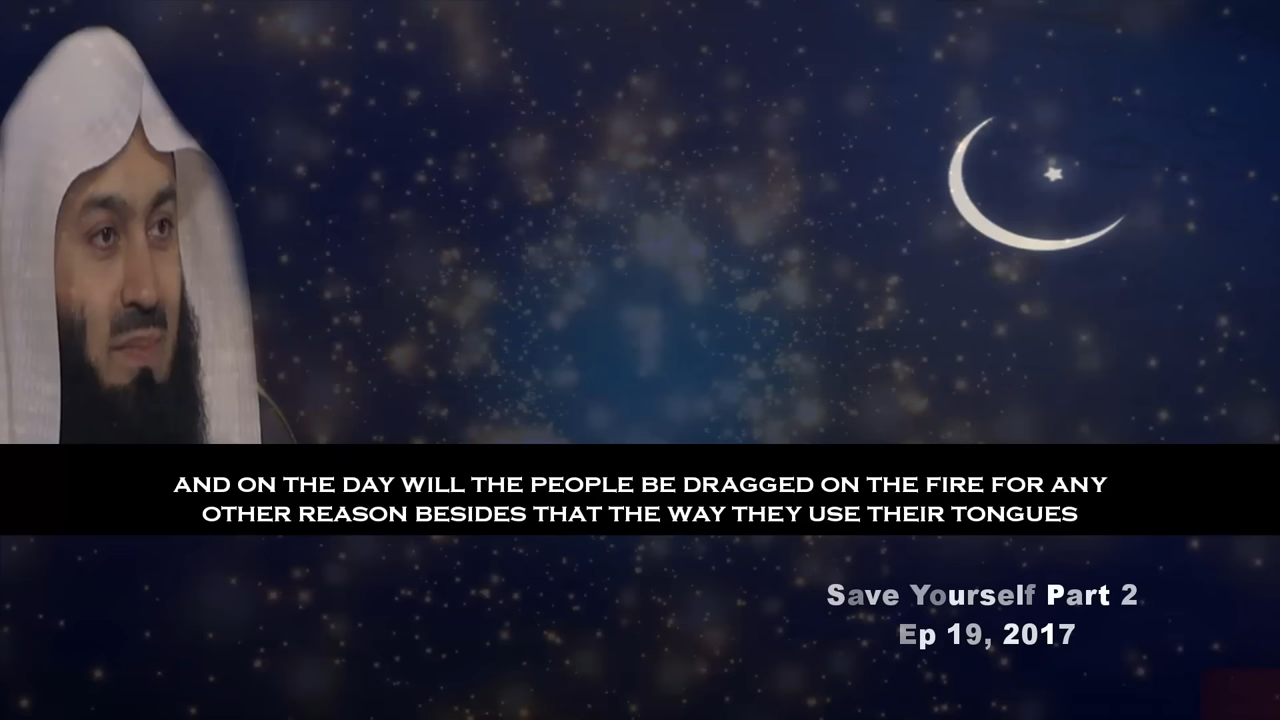 AND ON THE DAY WILL THE PEOPLE BE DRAGGED ON THE FIRE FOR ANY
OTHER REASON BESIDES THAT THE WAY THEY USE THEIR TONGUES
Save Yourself Part 2
Ep 19, 2017